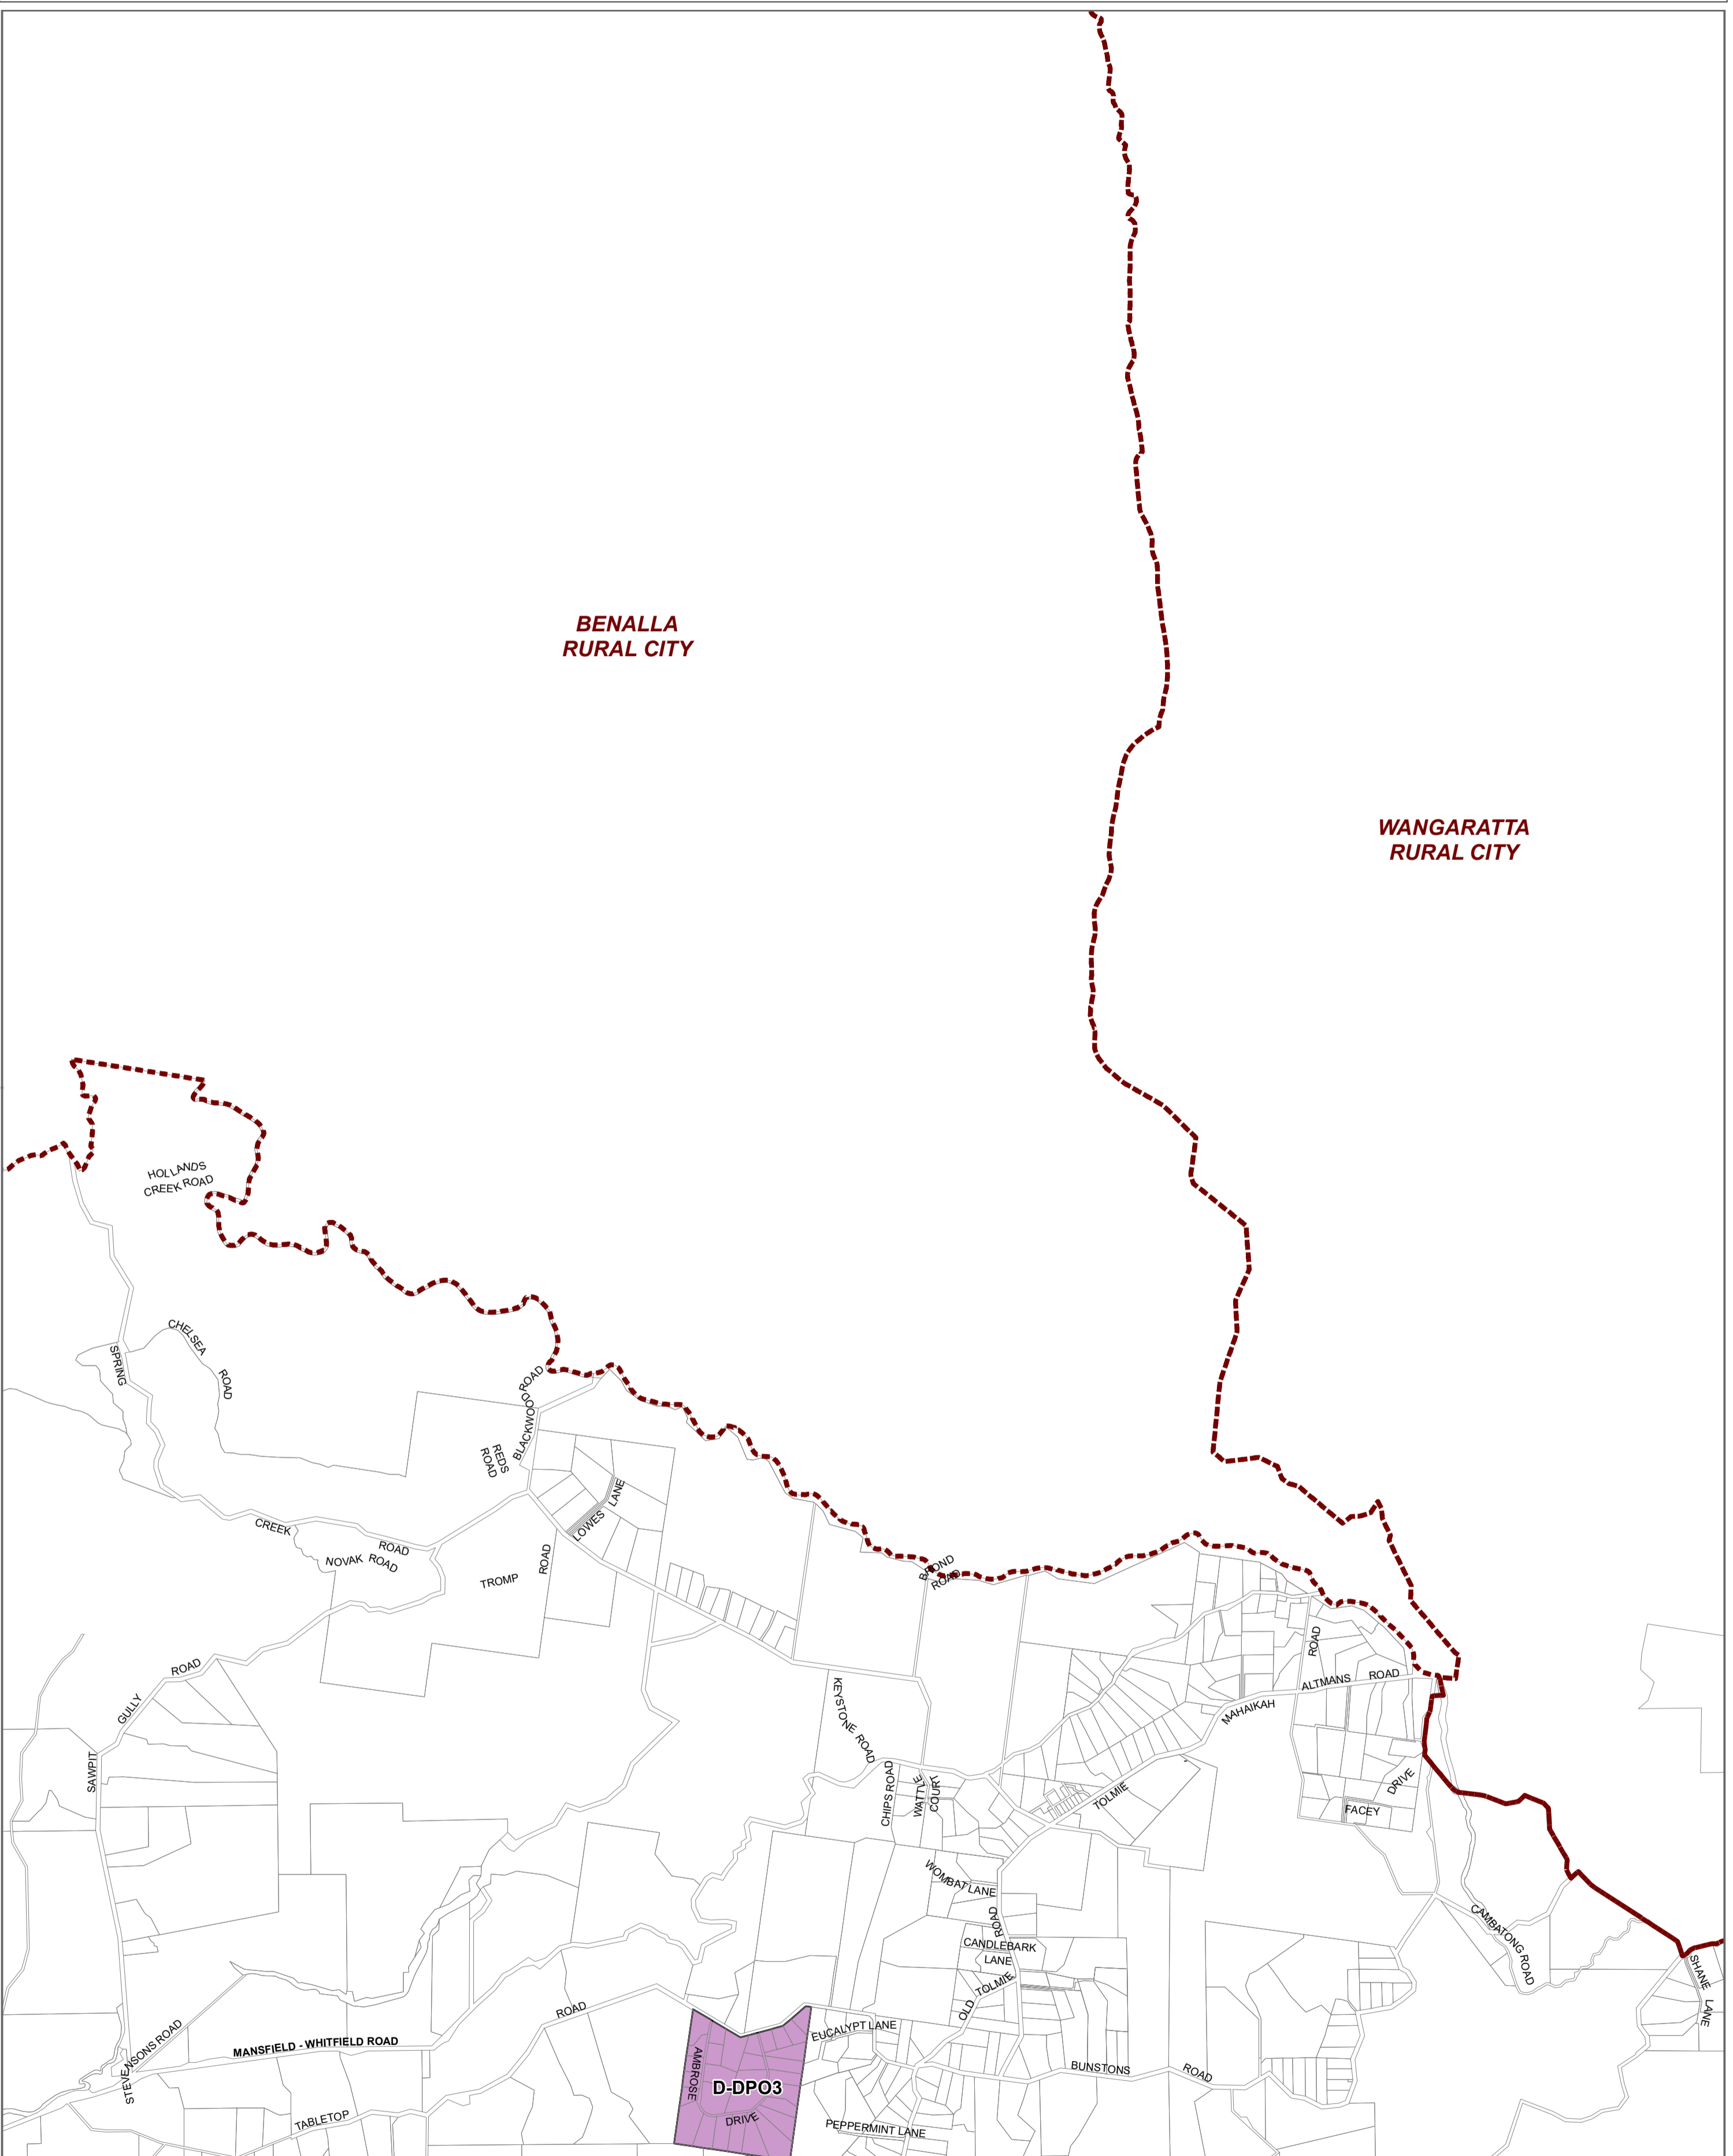 BENALLA
RURAL CITY
WANGARATTA
RURAL CITY
HOLLANDS
CREEK ROAD
CHELSEA
ROAD
SPRING
BLACKWOOD ROAD
REDS
ROAD
LOWES LANE
CREEK
ROAD
NOVAK ROAD
TROMP
ROAD
BROND
ROAD
ROAD
GULLY
SAWPIT
KEYSTONE ROAD
ROAD
ALTMANS
ROAD
MAHAIKAH
CHIPS ROAD
WATTLE
COURT
TOLMIE
DRIVE
FACEY
WOMBAT LANE
ROAD
CANDLEBARK
LANE
OLD TOLMIE
CAMBATONG ROAD
SHANE
LANE
ROAD
STEVENSONS ROAD
MANSFIELD - WHITFIELD ROAD
EUCALYPT LANE
AMBROSE
D-DPO3
DRIVE
BUNSTONS
ROAD
TABLETOP
PEPPERMINT LANE